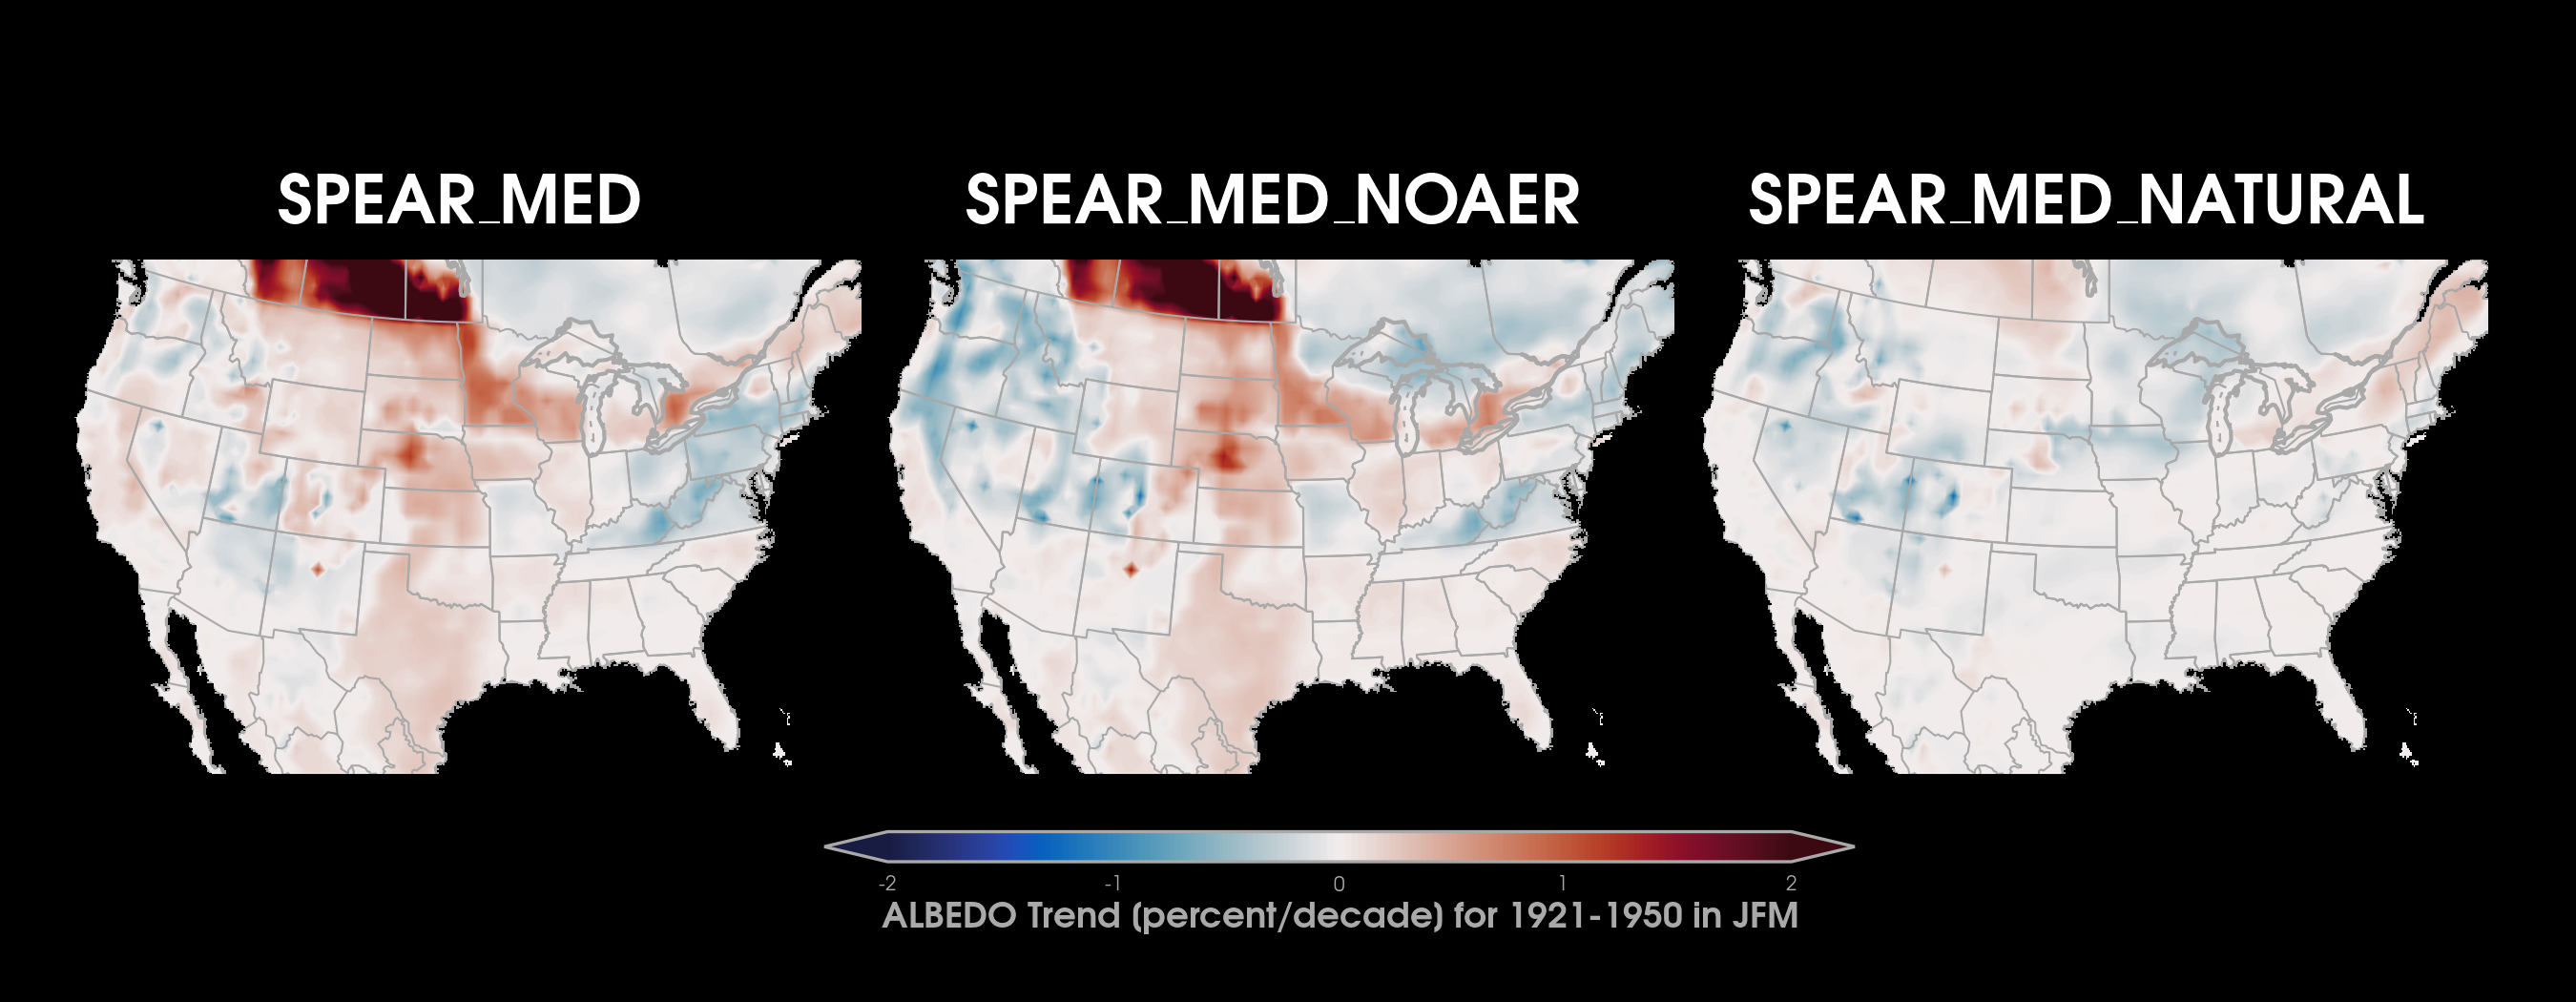 SPEAR_MED SPEAR_MED_NOAER SPEAR_MED_NATURAL
-2 -1 0 1 2
ALBEDO Trend (percent/decade) for 1921-1950 in JFM